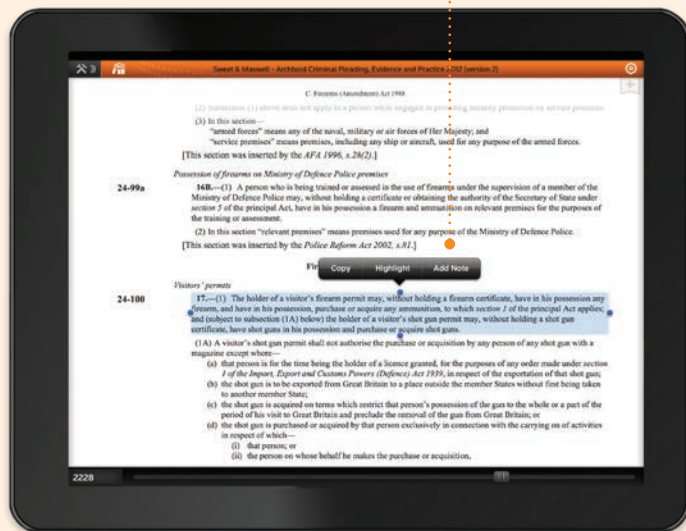 Sweet & Maxwell - Archbold Criminal Pleading, Evidence and Practice 2012 (version 2)
C. Firearms (Amendment) Act 1988
(2) Subsection (1) above does not apply to a person while engaged in providing security protection on service premises.
(3) In this section—
“armed forces” means any of the naval, military or air forces of Her Majesty; and
“service premises” means premises, including any ship or aircraft, used for any purpose of the armed forces.
[This section was inserted by the AFA 1996, s.28(2).]
Possession of firearms on Ministry of Defence Police premises
24-99a
16B.—(1) A person who is being trained or assessed in the use of firearms under the supervision of a member of the
Ministry of Defence Police may, without holding a certificate or obtaining the authority of the Secretary of State under
section 5 of the principal Act, have in his possession a firearm and ammunition on relevant premises for the purposes of
the training or assessment.
(2) In this section “relevant premises” means premises used for any purpose of the Ministry of Defence Police.
[This section was inserted by the Police Reform Act 2002, s.81.]
Copy Highlight Add Note
Visitors’ permits
24-100
17.—(1) The holder of a visitor’s firearm permit may, without holding a firearm certificate, have in his possession any
firearm, and have in his possession, purchase or acquire any ammunition, to which section 1 of the principal Act applies;
and (subject to subsection (1A) below) the holder of a visitor’s shot gun permit may, without holding a shot gun
certificate, have shot guns in his possession and purchase or acquire shot guns.
(1A) A visitor’s shot gun permit shall not authorise the purchase or acquisition by any person of any shot gun with a
magazine except where—
(a) that person is for the time being the holder of a licence granted, for the purposes of any order made under section
1 of the Import, Export and Customs Powers (Defence) Act 1939, in respect of the exportation of that shot gun;
(b) the shot gun is to be exported from Great Britain to a place outside the member States without first being taken
to another member State;
(c) the shot gun is acquired on terms which restrict that person’s possession of the gun to the whole or a part of the
period of his visit to Great Britain and preclude the removal of the gun from Great Britain; or
(d) the shot gun is purchased or acquired by that person exclusively in connection with the carrying on of activities
in respect of which—
(i) that person; or
(ii) the person on whose behalf he makes the purchase or acquisition,
2228